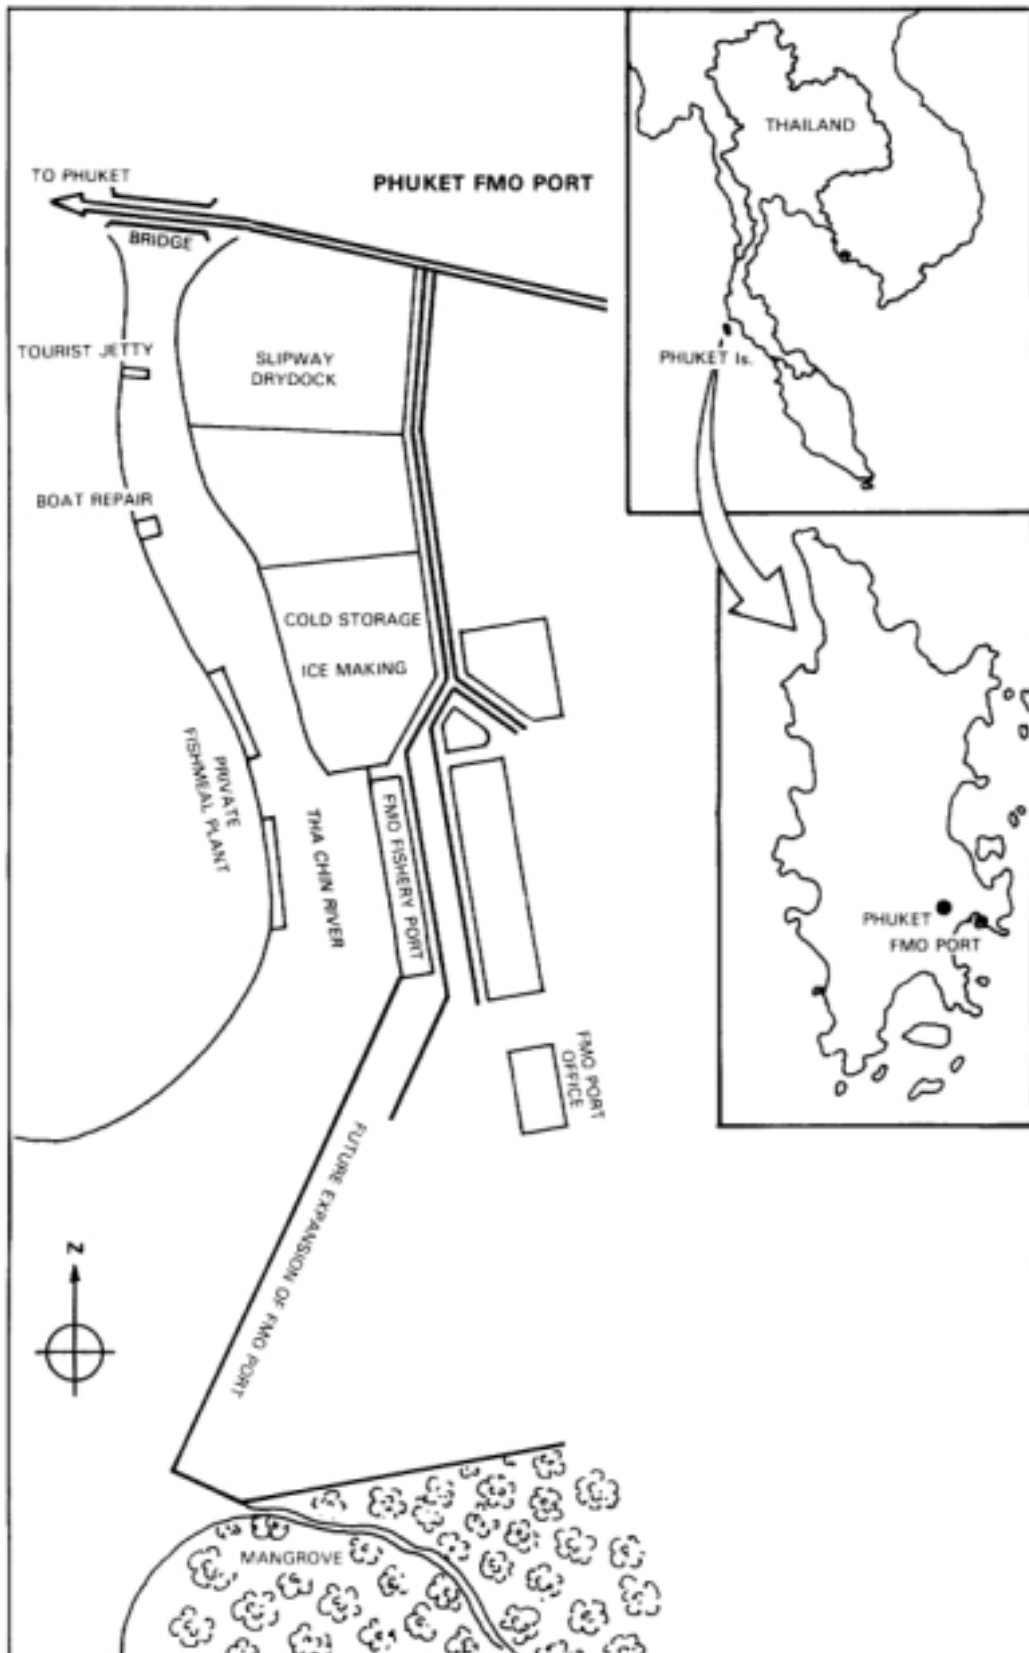 THAILAND
TO PHUKET
PHUKET FMO PORT
BRIDGE
TOURIST JETTY
SLIPWAY
DRYDOCK
PHUKET Is.
BOAT REPAIR
COLD STORAGE
ICE MAKING
PRIVATE
FISHMEAL PLANT
THA CHIN RIVER
FMO FISHERY PORT
PHUKET
FMO PORT
FMO PORT
OFFICE
FUTURE EXPANSION OF FMO PORT
N
MANGROVE